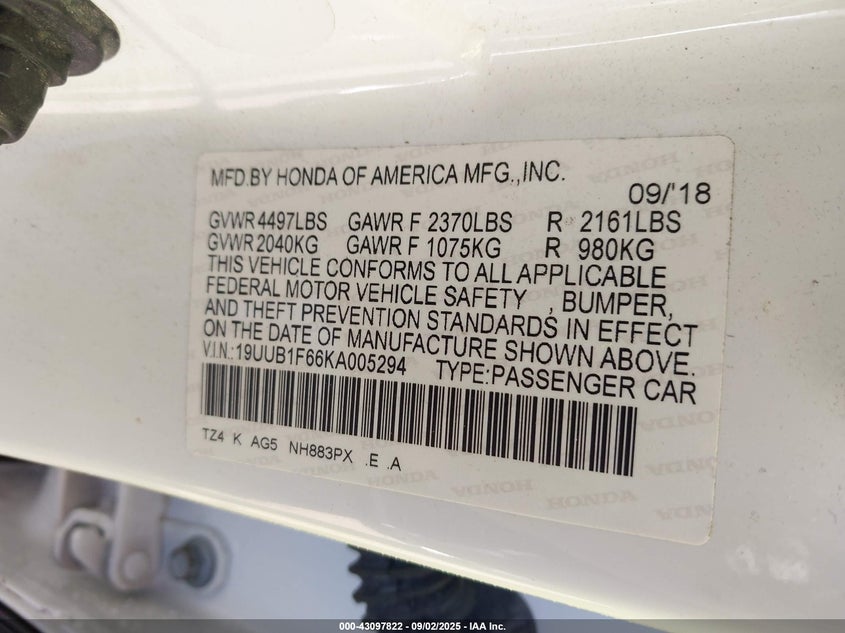 MFD.BY HONDA OF AMERICA MFG.,INC.
09/'18
GVWR 4497LBS GAWR F 2370LBS R 2161LBS
GVWR 2040KG GAWR F 1075KG R 980KG
THIS VEHICLE CONFORMS TO ALL APPLICABLE
FEDERAL MOTOR VEHICLE SAFETY , BUMPER,
AND THEFT PREVENTION STANDARDS IN EFFECT
ON THE DATE OF MANUFACTURE SHOWN ABOVE.
V.I.N.:19UUB1F66KA005294 TYPE:PASSENGER CAR
TZ4 K AG5 NH883PX .E .A
000-43097822 - 09/02/2025 - IAA Inc.